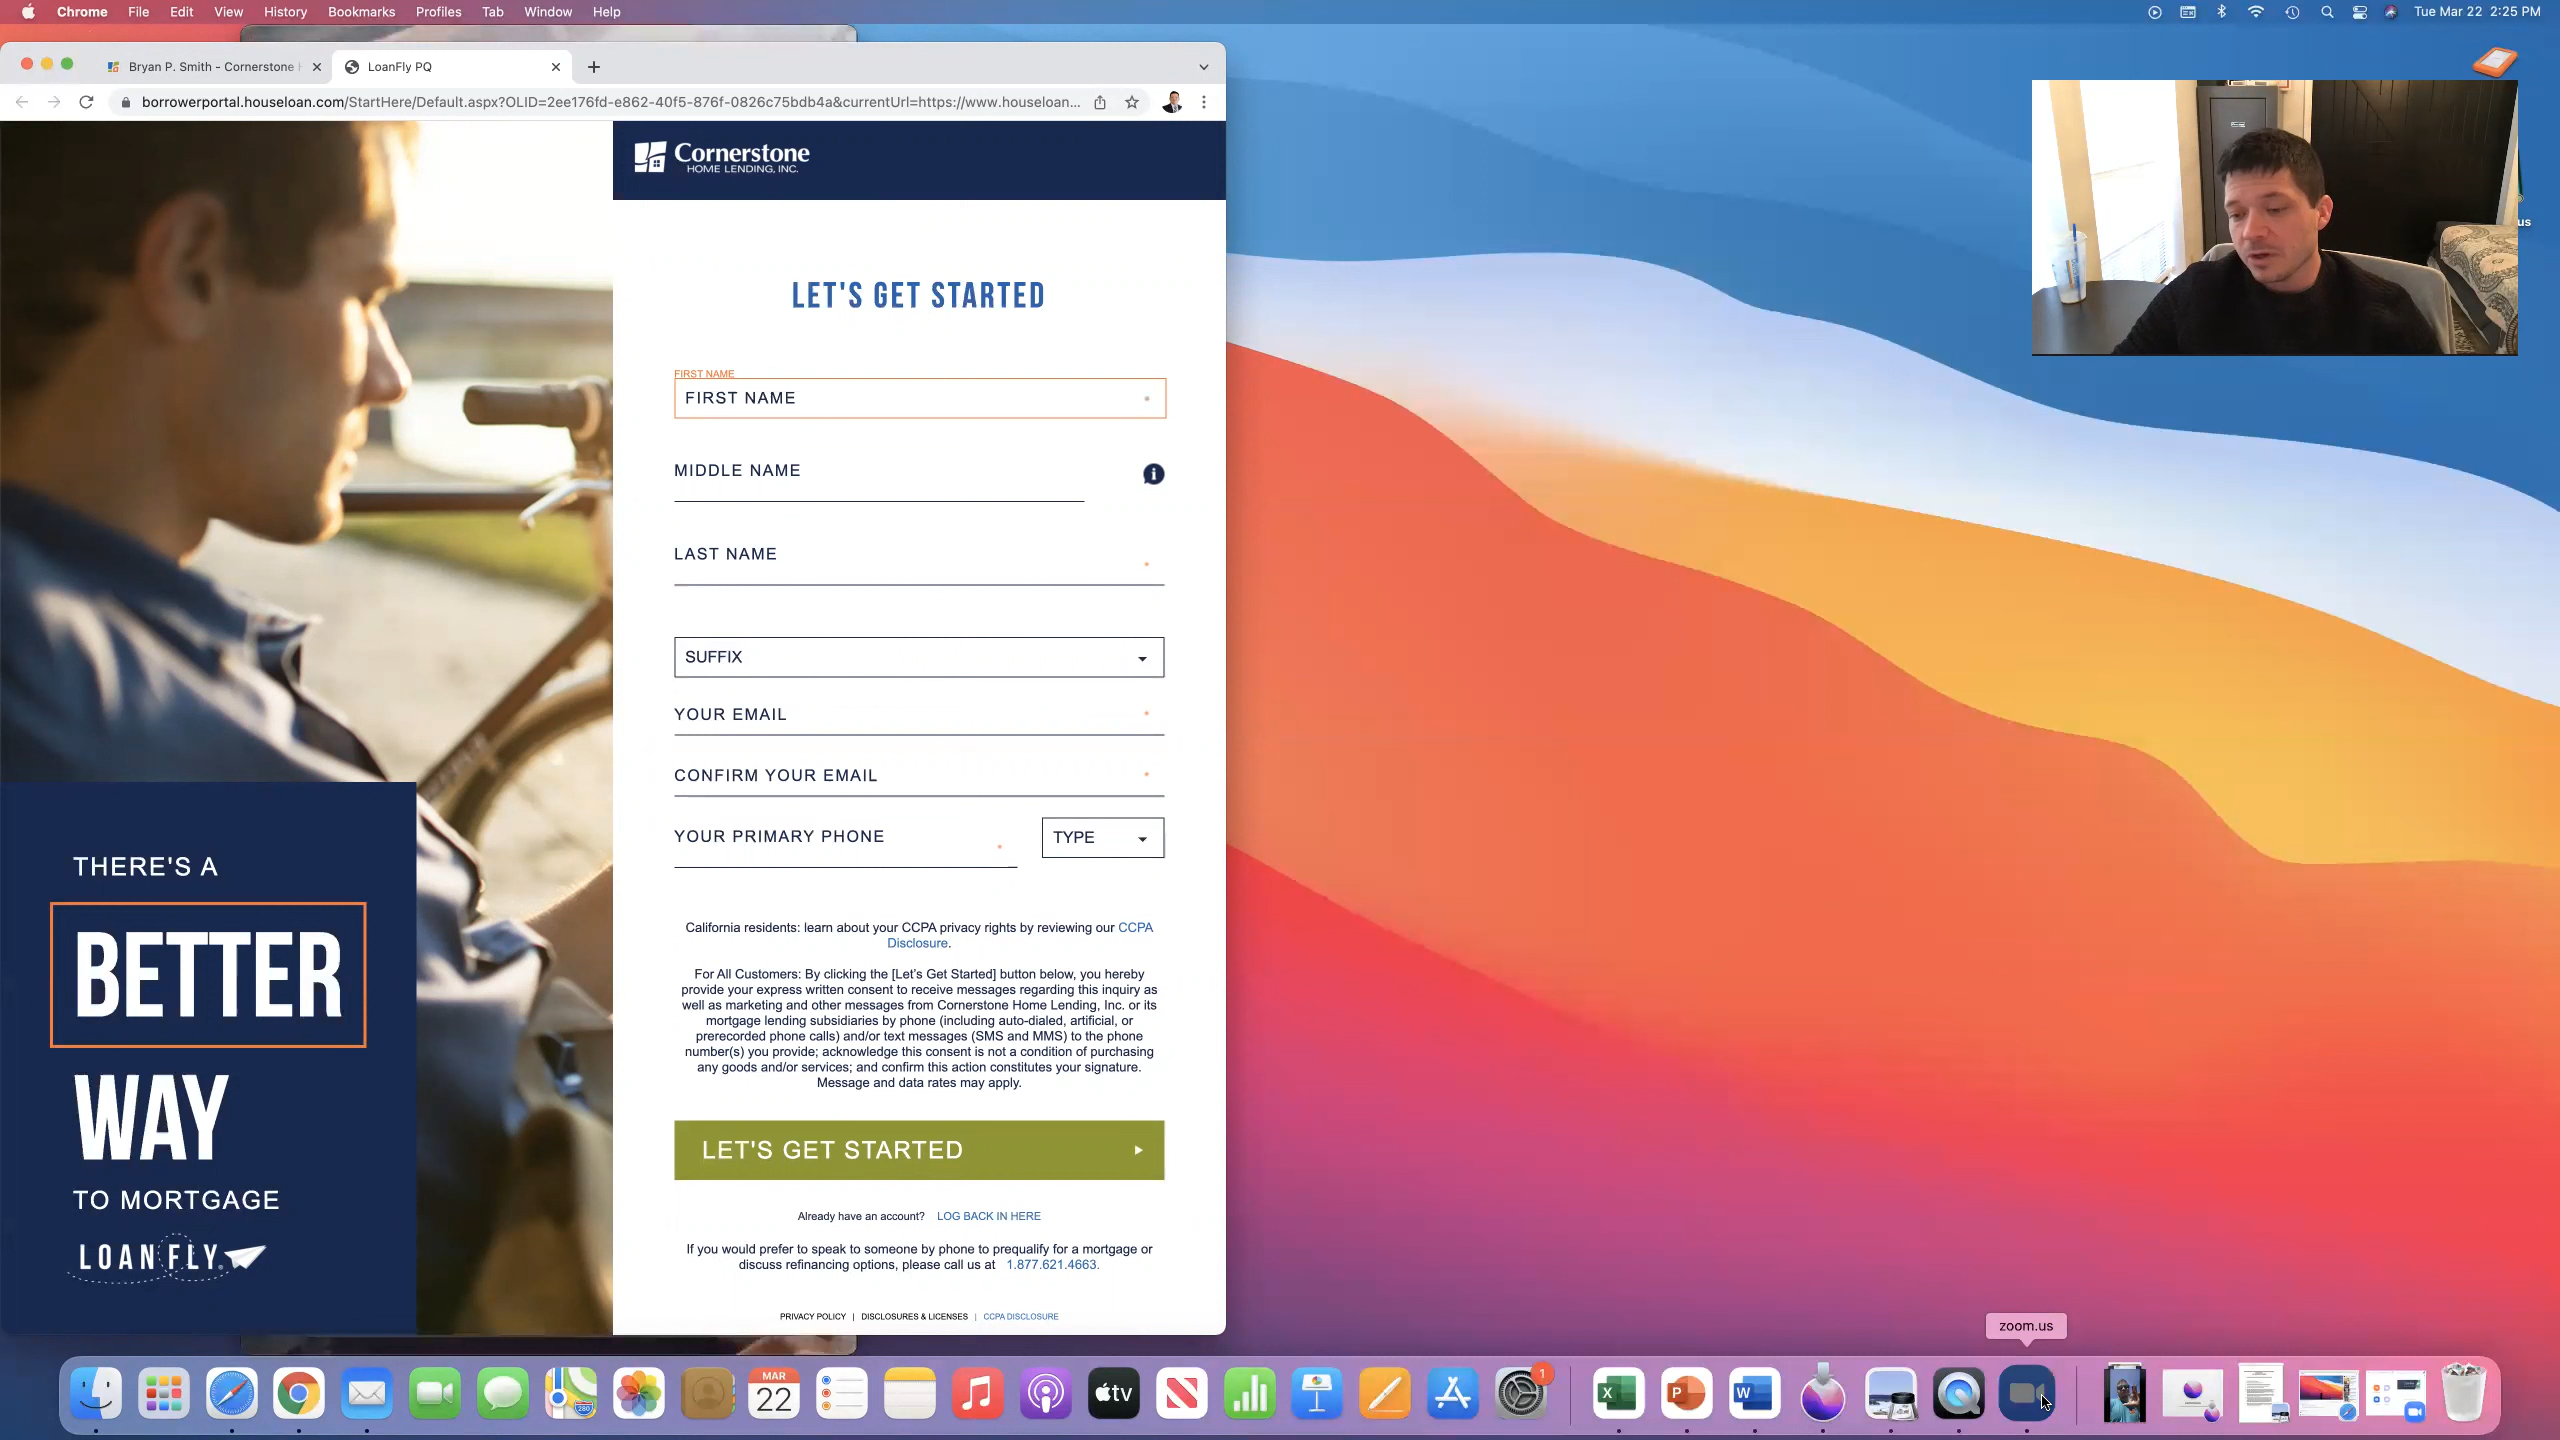 Chrome File Edit View History Bookmarks Profiles Tab Window Help
Tue Mar 22 2:25 PM
Bryan P. Smith - Cornerstone
LoanFly PQ
borrowerportal.houseloan.com/StartHere/Default.aspx?OLID=2ee176fd-e862-40f5-876f-0826c75bdb4a&currentUrl=https://www.houseloan...
us
Cornerstone
HOME LENDING, INC.
LET'S GET STARTED
FIRST NAME
FIRST NAME *
MIDDLE NAME
LAST NAME *
SUFFIX
YOUR EMAIL *
CONFIRM YOUR EMAIL *
YOUR PRIMARY PHONE * TYPE
California residents: learn about your CCPA privacy rights by reviewing our CCPA
Disclosure.
For All Customers: By clicking the [Let's Get Started] button below, you hereby
provide your express written consent to receive messages regarding this inquiry as
well as marketing and other messages from Cornerstone Home Lending, Inc. or its
mortgage lending subsidiaries by phone (including auto-dialed, artificial, or
prerecorded phone calls) and/or text messages (SMS and MMS) to the phone
number(s) you provide; acknowledge this consent is not a condition of purchasing
any goods and/or services; and confirm this action constitutes your signature.
Message and data rates may apply.
LET'S GET STARTED
Already have an account? LOG BACK IN HERE
If you would prefer to speak to someone by phone to prequalify for a mortgage or
discuss refinancing options, please call us at 1.877.621.4663.
PRIVACY POLICY | DISCLOSURES & LICENSES | CCPA DISCLOSURE
THERE'S A
BETTER
WAY
TO MORTGAGE
LOANFLY
zoom.us
MAR
22
tv
280
1
X
P
W